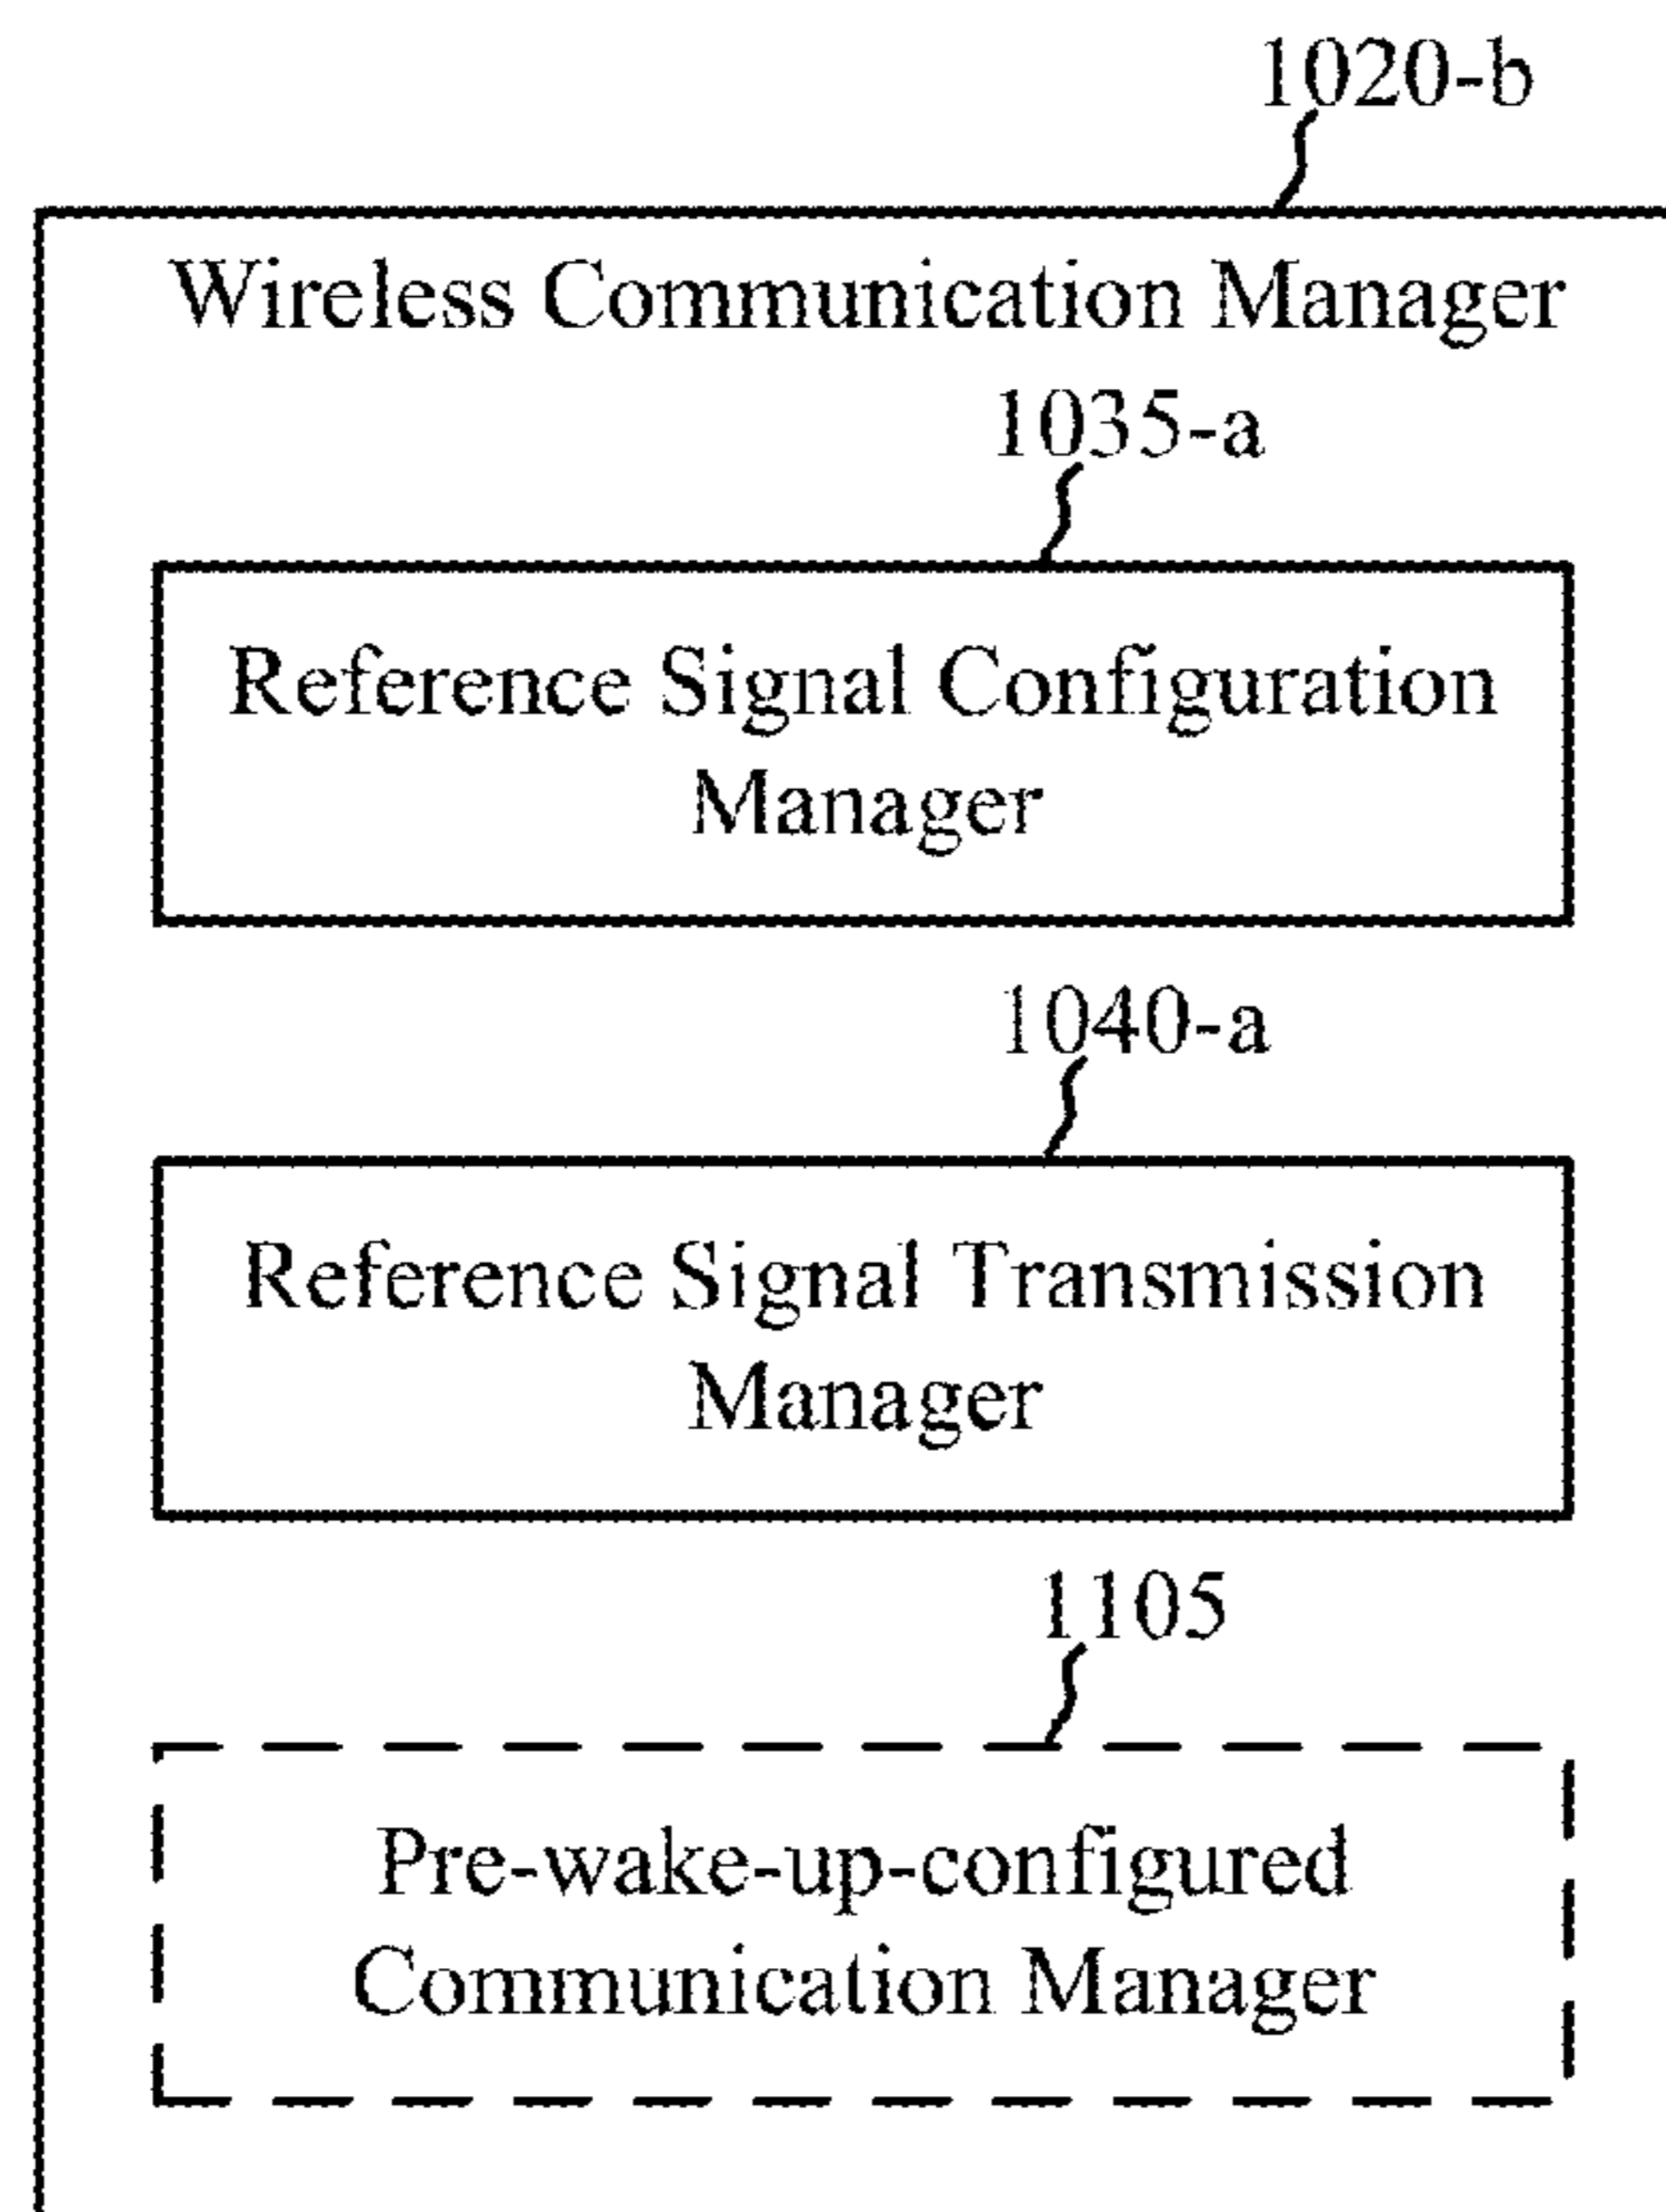 1020-b
Wireless Communication Manager
1035-a
Reference Signal Configuration
Manager
1040-a
Reference Signal Transmission
Manager
1105
Pre-wake-up-configured
Communication Manager